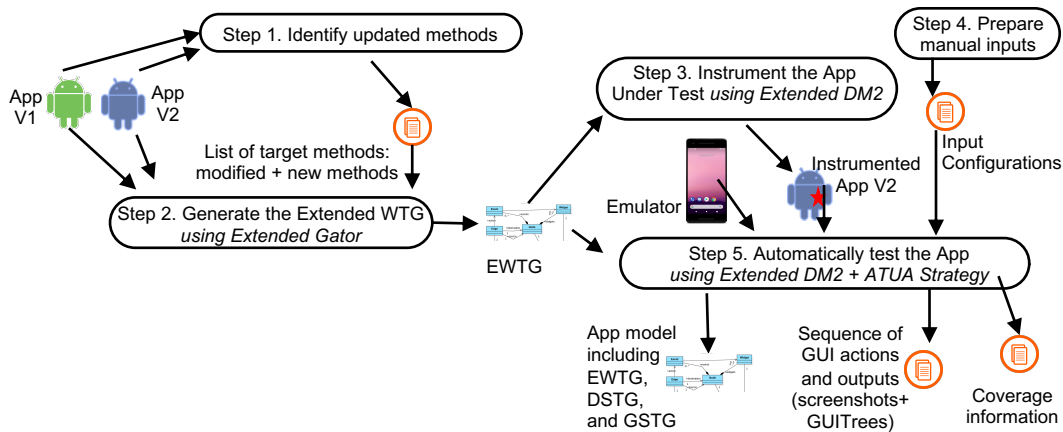 Step 1. Identify updated methods
Step 4. Prepare
manual inputs
App
V1
App
V2
Step 3. Instrument the App
Under Test using Extended DM2
List of target methods:
modified + new methods
Input
Configurations
Instrumented
App V2
Emulator
Step 2. Generate the Extended WTG
using Extended Gator
EWTG
Step 5. Automatically test the App
using Extended DM2 + ATUA Strategy
App model
including
EWTG,
DSTG,
and GSTG
Sequence of
GUI actions
and outputs
(screenshots+
GUITrees)
Coverage
information